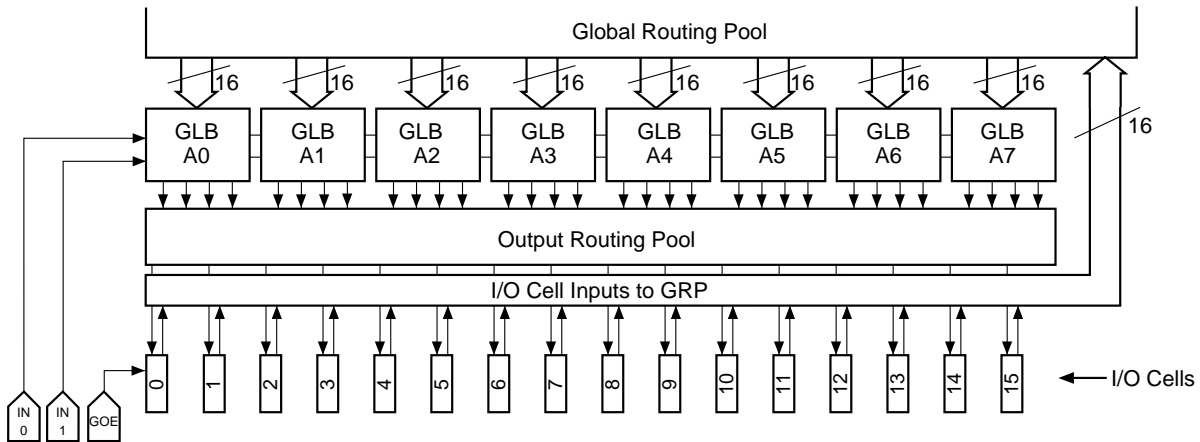 Global Routing Pool
16 16 16 16 16 16 16 16
16
GLB A0
GLB A1
GLB A2
GLB A3
GLB A4
GLB A5
GLB A6
GLB A7
Output Routing Pool
I/O Cell Inputs to GRP
0 1 2 3 4 5 6 7 8 9 10 11 12 13 14 15
I/O Cells
IN 0
IN 1
GOE